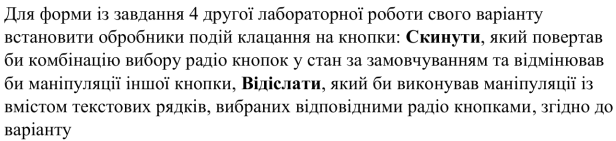 Для форми із завдання 4 другої лабораторної роботи свого варіанту
встановити обробники подій клацання на кнопки: Скинути, який повертав
би комбінацію вибору радіо кнопок у стан за замовчуванням та відмінював
би маніпуляції іншої кнопки, Відіслати, який би виконував маніпуляції із
вмістом текстових рядків, вибраних відповідними радіо кнопками, згідно до
варіанту